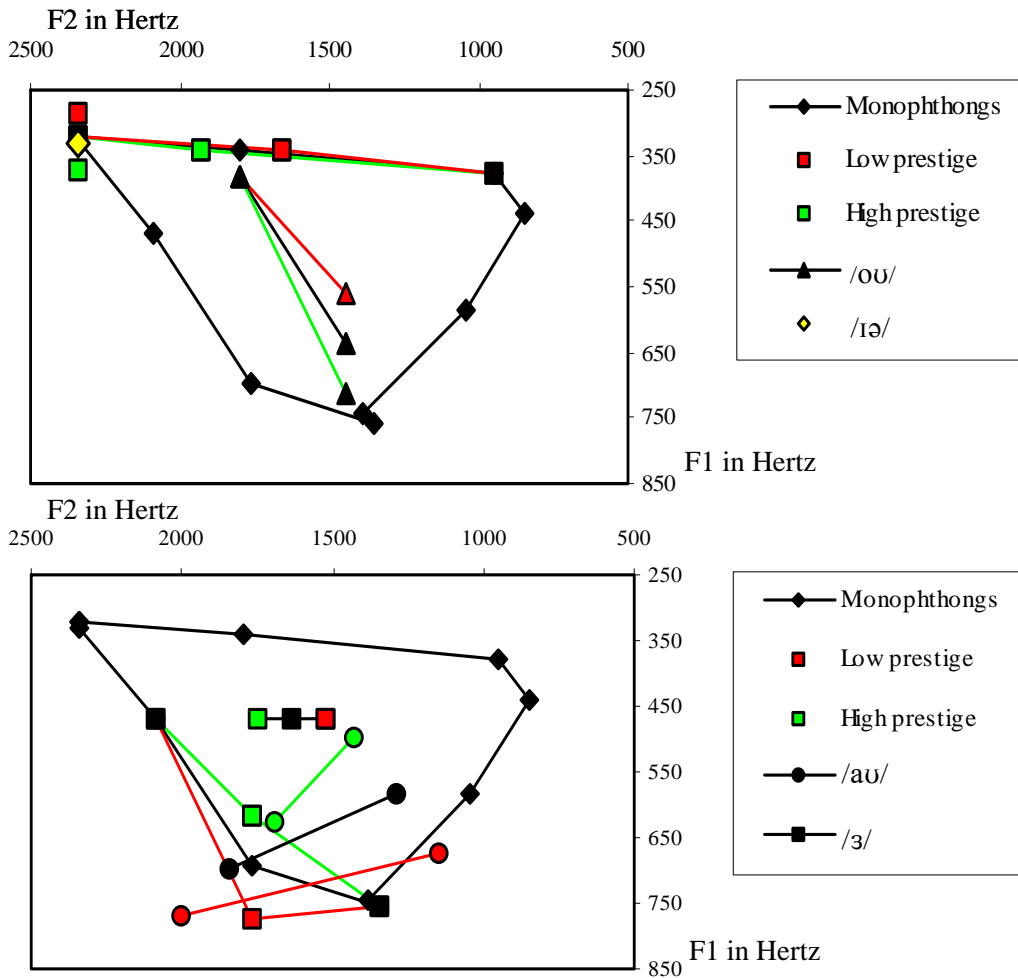 F2 in Hertz
2500 2000 1500 1000 500
250
350
450
550
650
750
850
F1 in Hertz
Monophthongs
Low prestige
High prestige
/oʊ/
/ɪə/
F2 in Hertz
2500 2000 1500 1000 500
250
350
450
550
650
750
850
F1 in Hertz
Monophthongs
Low prestige
High prestige
/aʊ/
/ɜ/